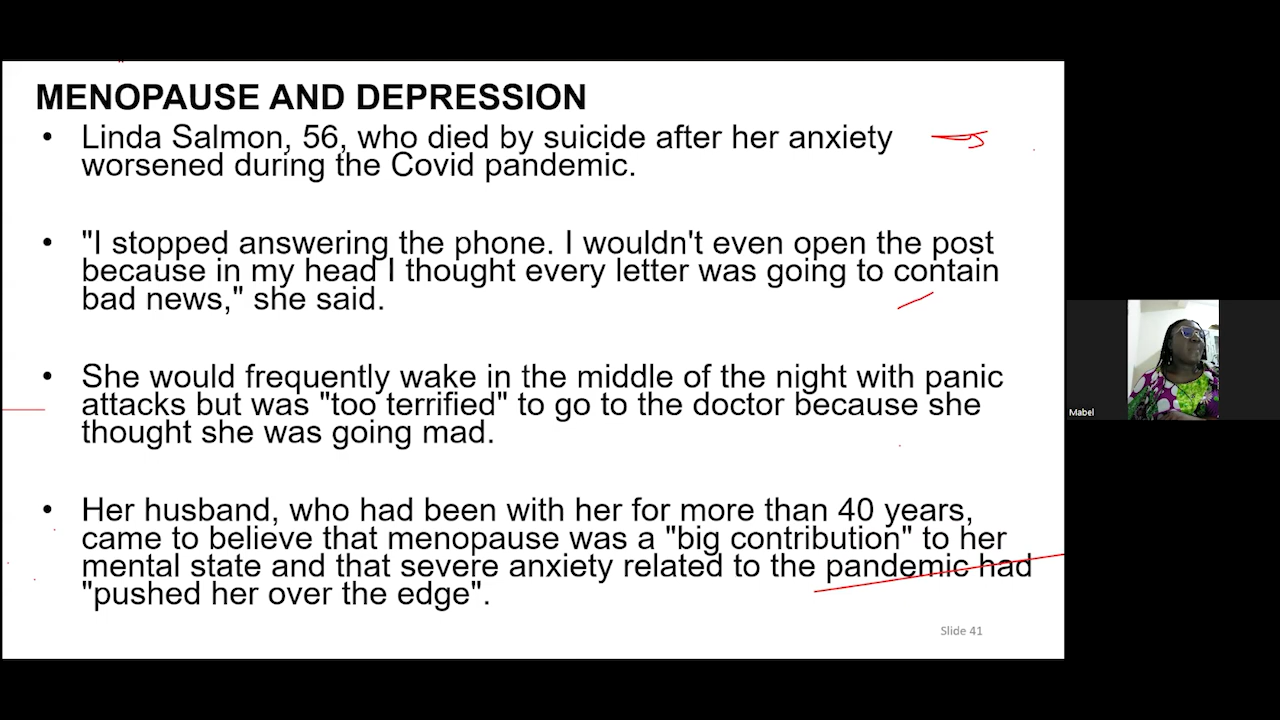 MENOPAUSE AND DEPRESSION
• Linda Salmon, 56, who died by suicide after her anxiety
worsened during the Covid pandemic.
• "I stopped answering the phone. I wouldn't even open the post
because in my head I thought every letter was going to contain
bad news," she said.
• She would frequently wake in the middle of the night with panic
attacks but was "too terrified" to go to the doctor because she
thought she was going mad.
• Her husband, who had been with her for more than 40 years,
came to believe that menopause was a "big contribution" to her
mental state and that severe anxiety related to the pandemic had
"pushed her over the edge".
Slide 41
Mabel